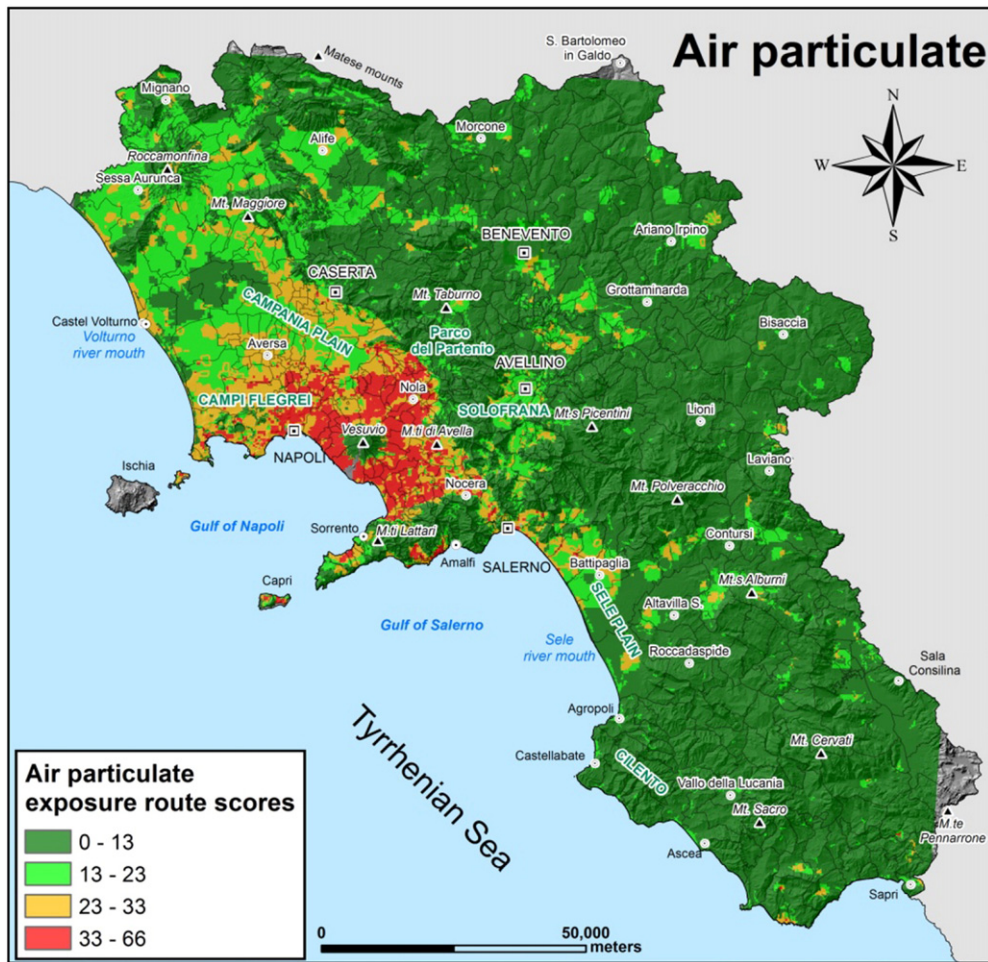 Air particulate
S. Bartolomeo
in Galdo
Matese mounts
N
W
E
S
Mignano
Morcone
Alife
Roccamonfina
Sessa Aurunca
Mt. Maggiore
BENEVENTO
Ariano Irpino
CASERTA
Mt. Taburno
Grottaminarda
CAMPANIA PLAIN
Castel Volturno
Volturno
river mouth
Parco
del Partenio
Bisaccia
Aversa
AVELLINO
Nola
CAMPI FLEGREI
SOLOFRANA
Lioni
Mt-s Picentini
Vesuvio
M.ti di Avella
NAPOLI
Laviano
Ischia
Nocera
Mt. Polveracchio
Gulf of Napoli
Sorrento
M.ti Lattari
Contursi
Amalfi
SALERNO
Battipaglia
Mt.s Alburni
Capri
SELE PLAIN
Altavilla S.
Gulf of Salerno
Sele
river mouth
Roccadaspide
Sala
Consilina
Agropoli
Tyrrhenian Sea
Castellabate
Mt. Cervati
CILENTO
Vallo della Lucania
Mt. Sacro
M.te
Pennarrone
Ascea
Sapri
Air particulate
exposure route scores
0 - 13
13 - 23
23 - 33
33 - 66
0
50,000
meters